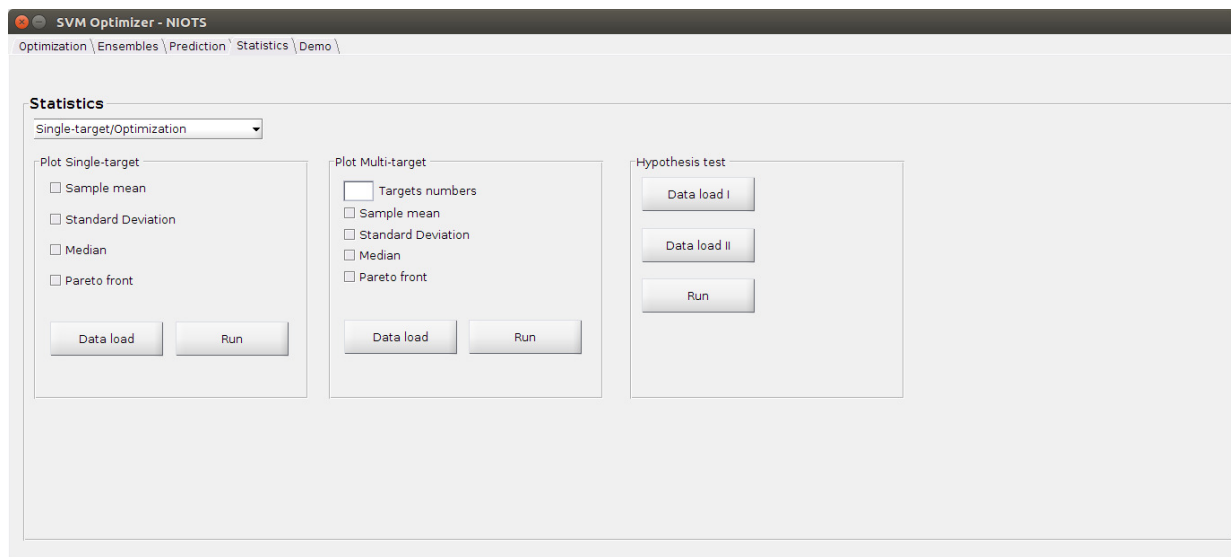 SVM Optimizer - NIOTS
Optimization Ensembles Prediction Statistics Demo
Statistics
Single-target/Optimization
Plot Single-target
Sample mean
Standard Deviation
Median
Pareto front
Data load Run
Plot Multi-target
Targets numbers
Sample mean
Standard Deviation
Median
Pareto front
Data load Run
Hypothesis test
Data load I
Data load II
Run